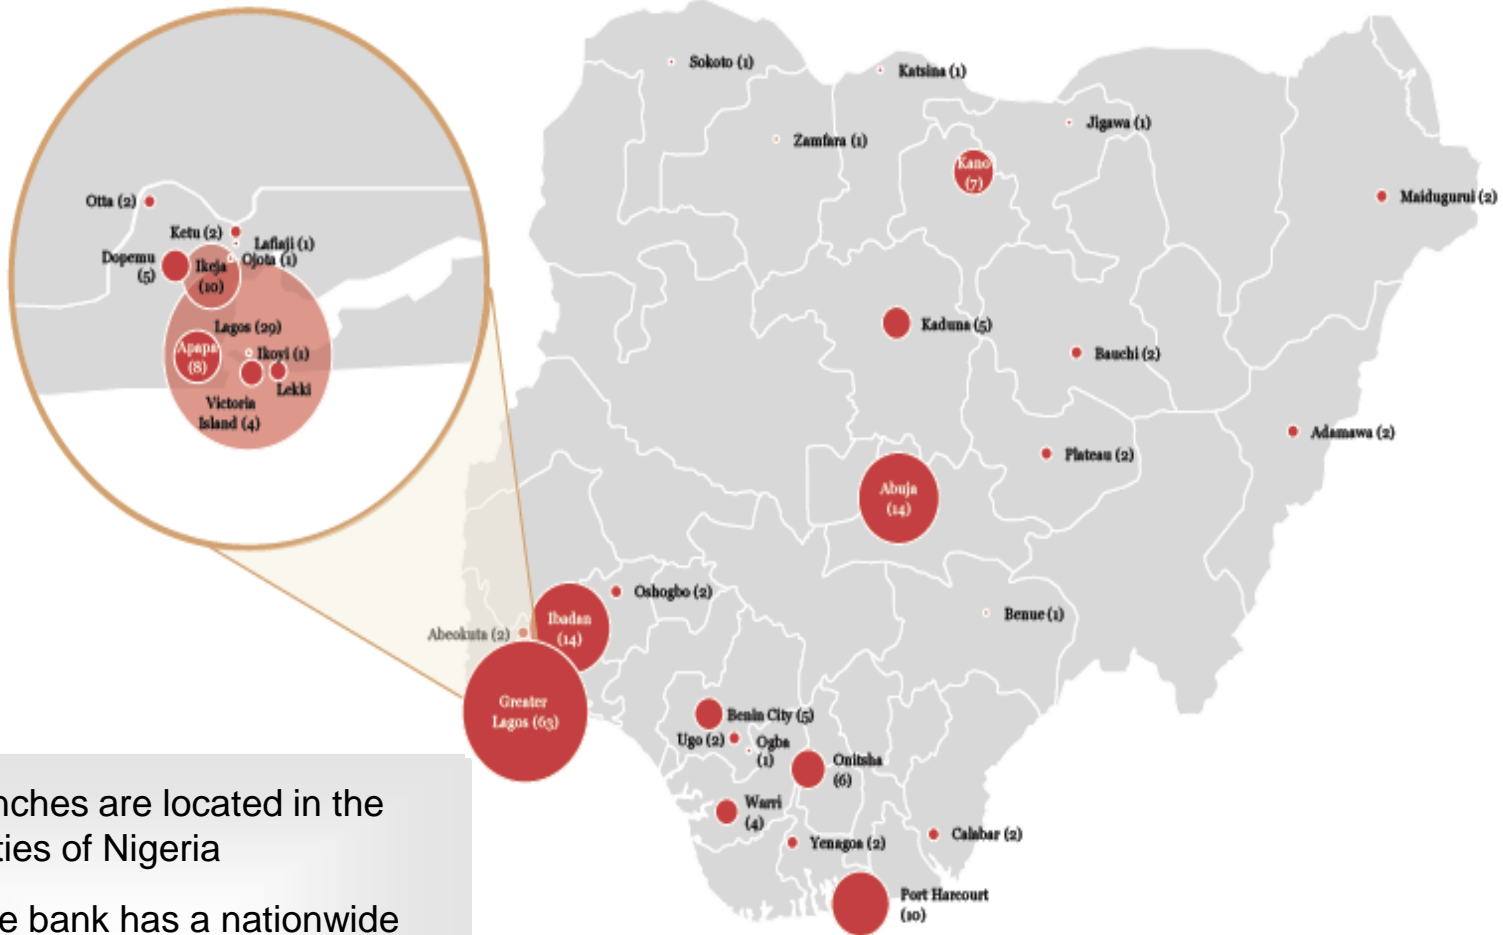 Sokoto (1)
Katsina (1)
Jigawa (1)
Zamfara (1)
Kano
(7)
Maidugurui (2)
Otta (2)
Ketu (2)
Lafiaji (1)
Ojota (1)
Dopemu
(5)
Ikeja
(10)
Lagos (29)
Apapa
(8)
Ikoyi (1)
Lekki
Victoria
Island (4)
Kaduna (5)
Bauchi (2)
Adamawa (2)
Plateau (2)
Abuja
(14)
Oshogbo (2)
Ibadan
(14)
Abeokuta (2)
Benue (1)
Greater
Lagos (63)
Benin City (5)
Ugo (2)
Ogba
(1)
Onitsha
(6)
Warri
(4)
Yenagoa (2)
Calabar (2)
Port Harcourt
(10)
nches are located in the
ties of Nigeria
e bank has a nationwide